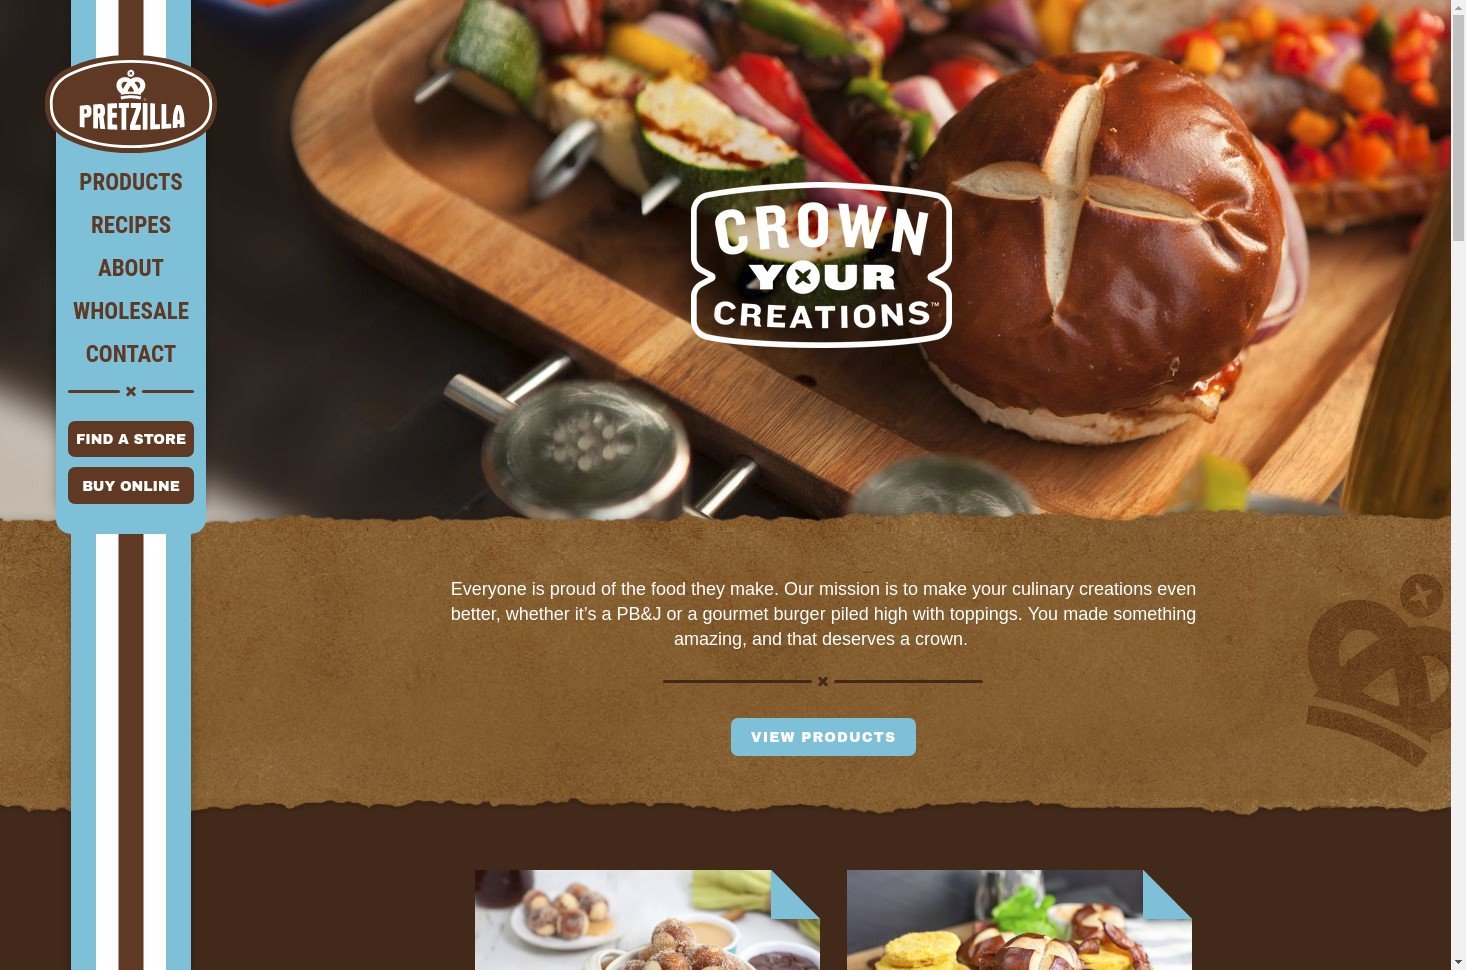 PRETZILLA
PRODUCTS
RECIPES
ABOUT
WHOLESALE
CONTACT
FIND A STORE
BUY ONLINE
CROWN
YOUR
CREATIONS™
Everyone is proud of the food they make. Our mission is to make your culinary creations even
better, whether it’s a PB&J or a gourmet burger piled high with toppings. You made something
amazing, and that deserves a crown.
VIEW PRODUCTS